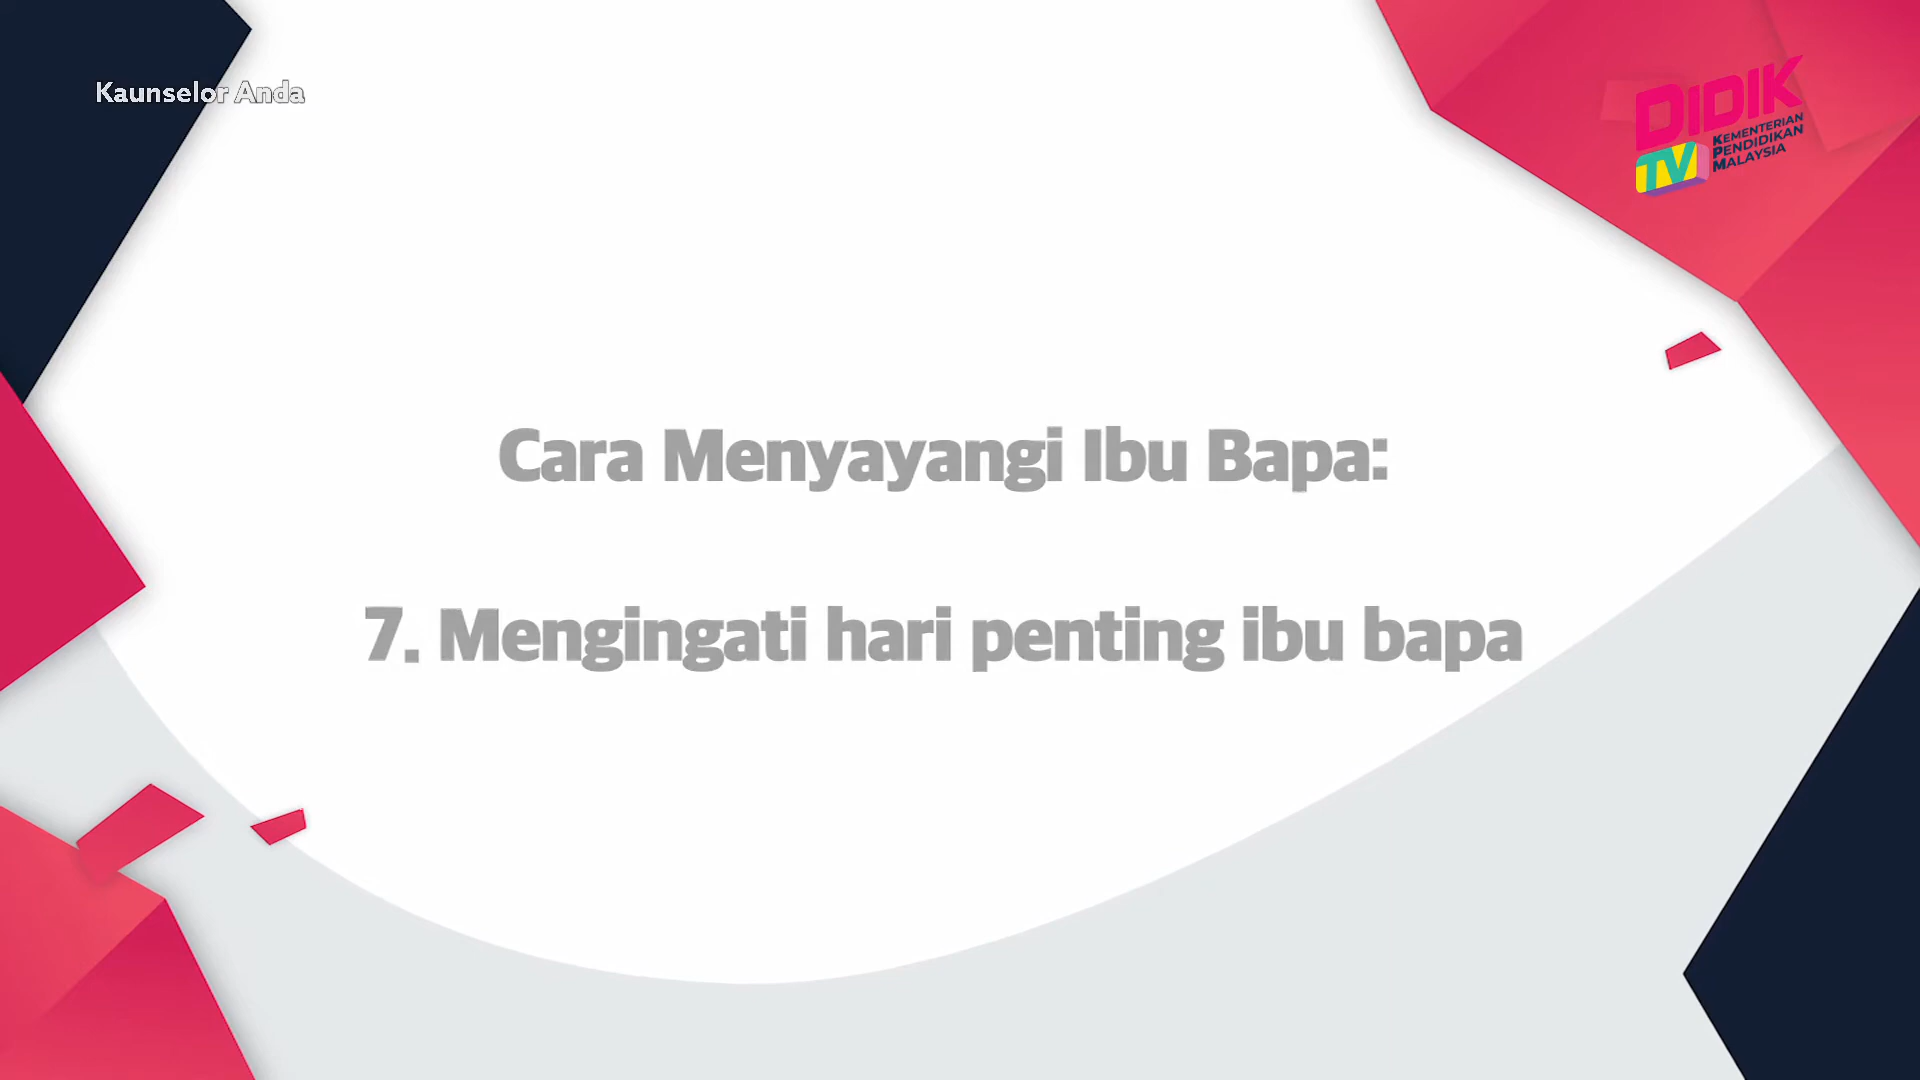 Kaunselor Anda
DIDIK
TV
KEMENTERIAN
PENDIDIKAN
MALAYSIA
Cara Menyayangi Ibu Bapa:
7. Mengingati hari penting ibu bapa